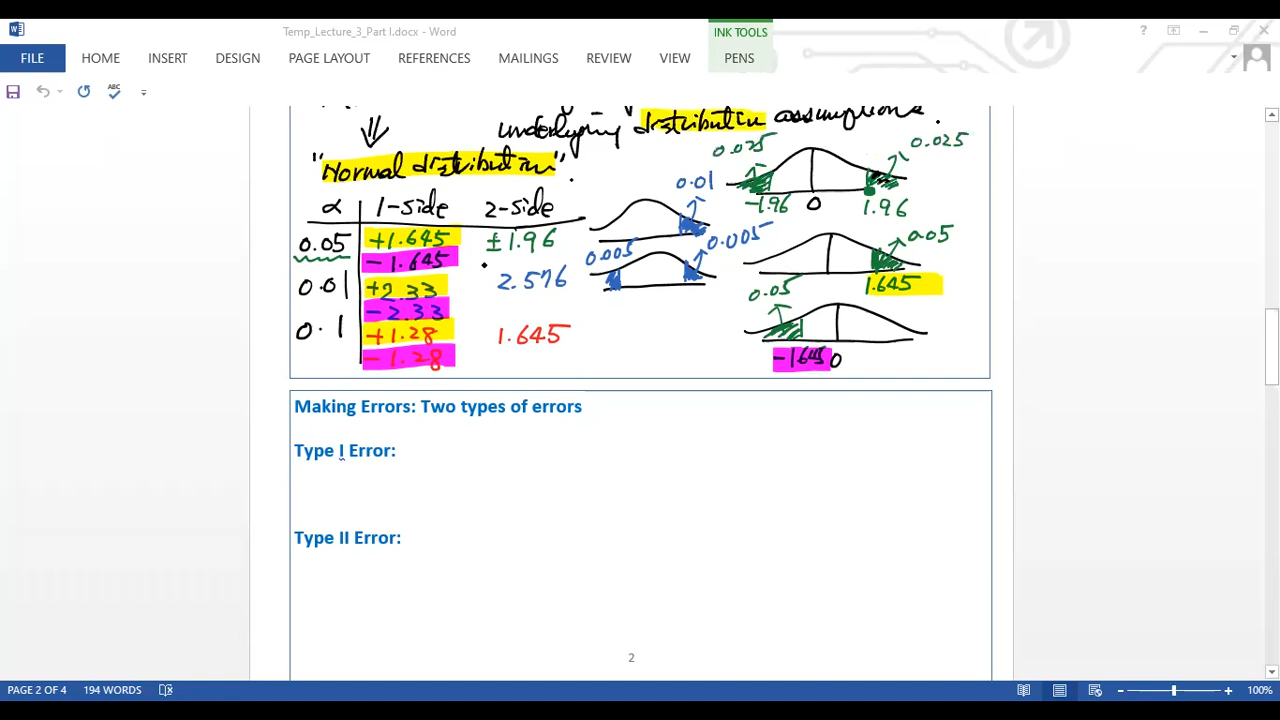 Temp_Lecture_3_Part I.docx - Word
INK TOOLS
?
FILE HOME INSERT DESIGN PAGE LAYOUT REFERENCES MAILINGS REVIEW VIEW PENS
ABC
underlying distribution assumptions.
"Normal distribution".
0.025 0.025
-1.96 0 1.96
α 1-side 2-side
0.01
0.05 +1.645 ±1.96
-1.645
0.005 0.005
0.05
1.645
0.01 +2.33 2.576
-2.33
0.05
0.1 +1.28 1.645
-1.28
-1.645 0
Making Errors: Two types of errors
Type I Error:
Type II Error:
2
PAGE 2 OF 4 194 WORDS 100%